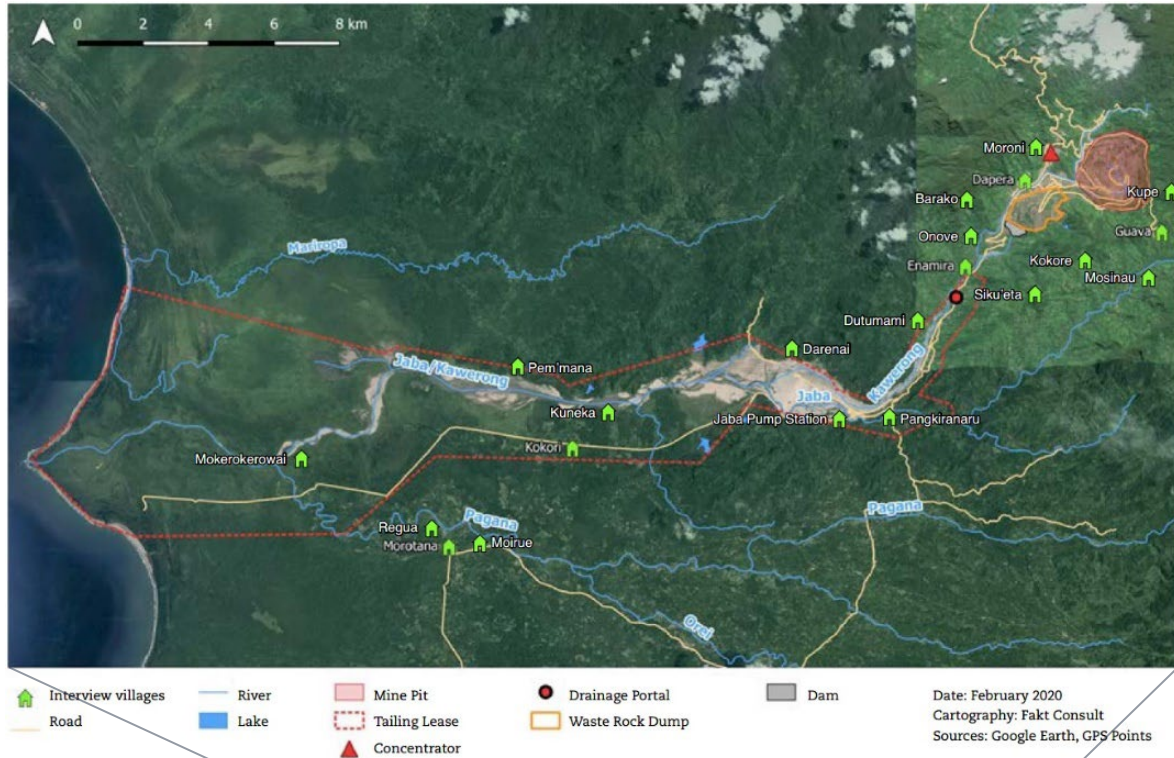 0 2 4 6 8 km
Moroni
Dapera
Kupe
Barako
Guava
Onove
Mariropa
Kokore
Enamira
Mosinau
Siku'eta
Dutumami
Darenai
Pem'mana
Jaba/Kawerong
Kawerong
Jaba
Kuneka
Jaba Pump Station
Pangkiranaru
Kokori
Mokerokerowai
Pagana
Pagana
Regua
Morotana
Moirue
Orei
Interview villages
River
Mine Pit
Drainage Portal
Dam
Date: February 2020
Road
Lake
Tailing Lease
Waste Rock Dump
Cartography: Fakt Consult
Concentrator
Sources: Google Earth, GPS Points